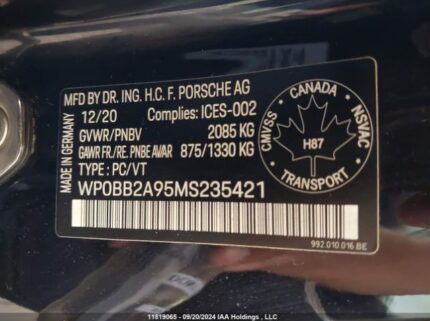 MFD BY DR. ING. H.C. F. PORSCHE AG
12/20 Complies: ICES-002
GVWR/PNBV 2085 KG
GAWR FR./RE. PNBE AVAR 875/1330 KG
TYPE : PC/VT
WP0BB2A95MS235421
MADE IN GERMANY
CANADA
CMVSS
NSVAC
H87
TRANSPORT
992.010.016.BE
11819065 - 09/20/2024 IAA Holdings , LLC